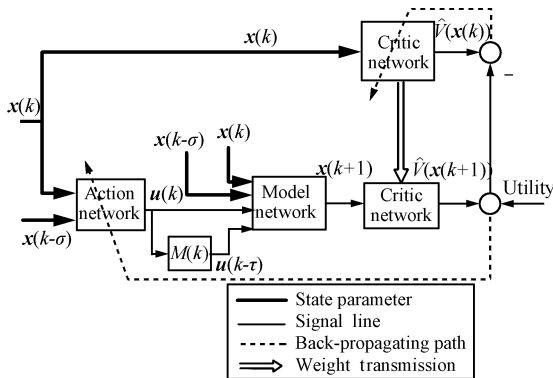 x(k)
Critic
network
V̂(x(k))
−
x(k)
x(k)
x(k-σ)
x(k+1)
V̂(x(k+1))
Utility
Action
network
u(k)
Model
network
Critic
network
x(k-σ)
M(k)
u(k-τ)
State parameter
Signal line
Back-propagating path
Weight transmission